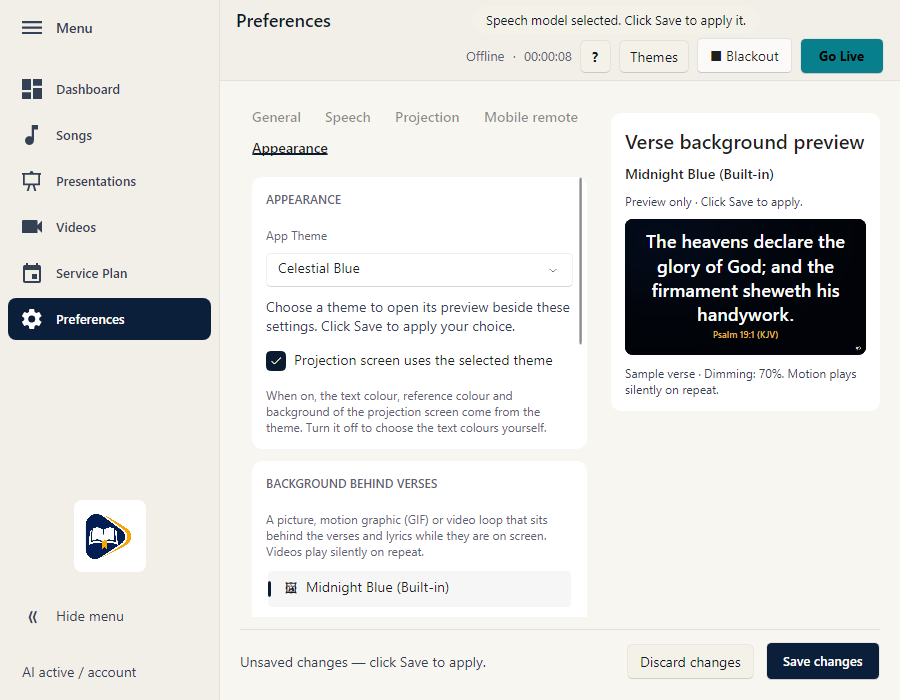 Menu
Dashboard
Songs
Presentations
Videos
Service Plan
Preferences
Hide menu
AI active / account
Preferences
Speech model selected. Click Save to apply it.
Offline · 00:00:08
?
Themes
Blackout
Go Live
General
Speech
Projection
Mobile remote
Appearance
APPEARANCE
App Theme
Celestial Blue
Choose a theme to open its preview beside these
settings. Click Save to apply your choice.
Projection screen uses the selected theme
When on, the text colour, reference colour and
background of the projection screen come from the
theme. Turn it off to choose the text colours yourself.
BACKGROUND BEHIND VERSES
A picture, motion graphic (GIF) or video loop that sits
behind the verses and lyrics while they are on screen.
Videos play silently on repeat.
Midnight Blue (Built-in)
Verse background preview
Midnight Blue (Built-in)
Preview only · Click Save to apply.
The heavens declare the
glory of God; and the
firmament sheweth his
handywork.
Psalm 19:1 (KJV)
Sample verse · Dimming: 70%. Motion plays
silently on repeat.
Unsaved changes — click Save to apply.
Discard changes
Save changes